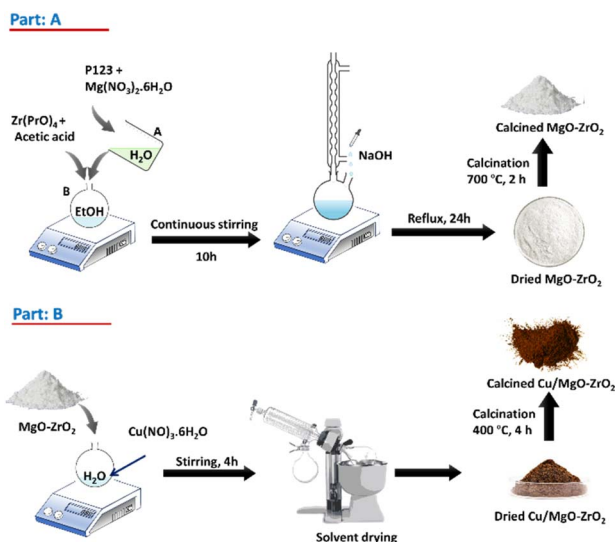 Part: A
P123 +
Mg(NO₃)₂.6H₂O
Zr(PrO)₄+
Acetic acid
A
H₂O
B
EtOH
Continuous stirring
10h
NaOH
Reflux, 24h
Calcined MgO-ZrO₂
Calcination
700 °C, 2 h
Dried MgO-ZrO₂
Part: B
MgO-ZrO₂
Cu(NO)₃.6H₂O
H₂O
Stirring, 4h
Solvent drying
Calcined Cu/MgO-ZrO₂
Calcination
400 °C, 4 h
Dried Cu/MgO-ZrO₂